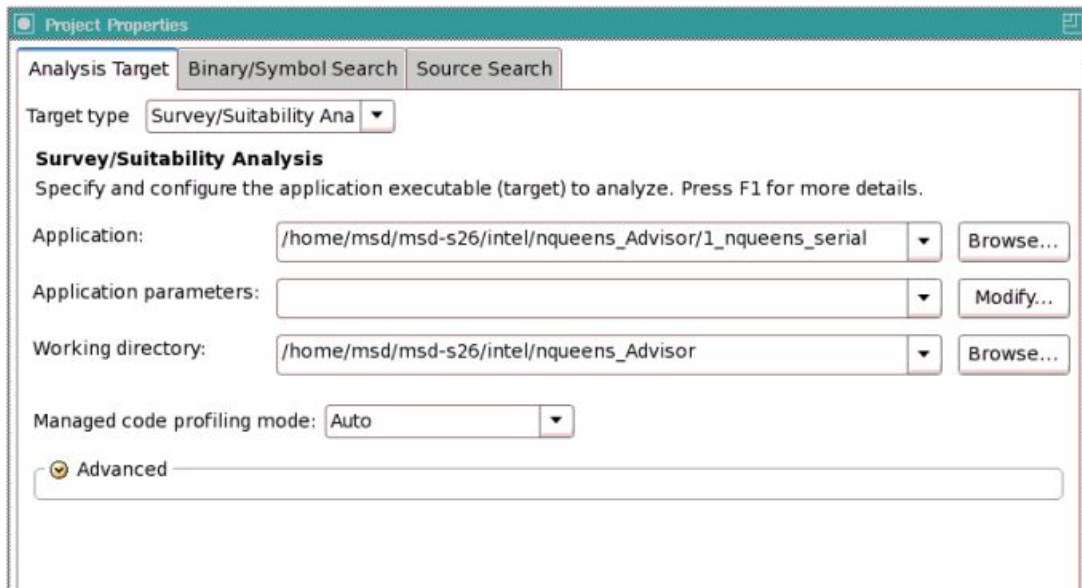 Project Properties
Analysis Target Binary/Symbol Search Source Search
Target type Survey/Suitability Ana
Survey/Suitability Analysis
Specify and configure the application executable (target) to analyze. Press F1 for more details.
Application: /home/msd/msd-s26/intel/nqueens_Advisor/1_nqueens_serial Browse...
Application parameters: Modify...
Working directory: /home/msd/msd-s26/intel/nqueens_Advisor Browse...
Managed code profiling mode: Auto
Advanced